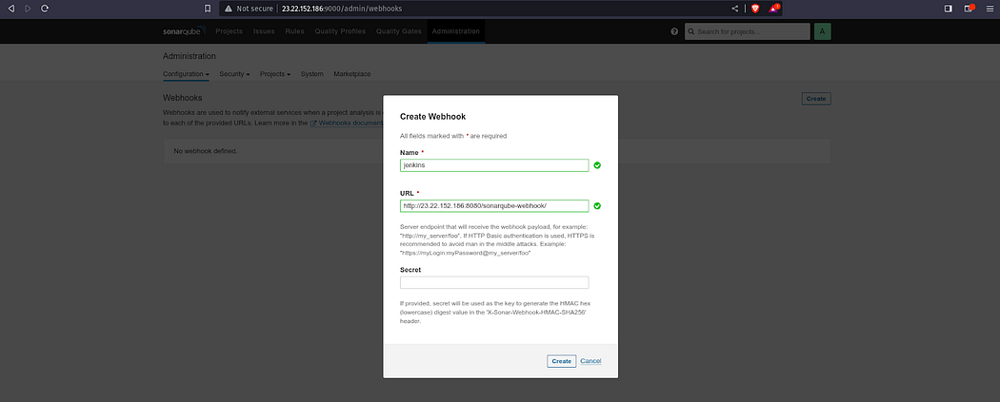 Not secure 23.22.152.186:9000/admin/webhooks
sonarqube Projects Issues Rules Quality Profiles Quality Gates Administration Search for projects... A
Administration
Configuration Security Projects System Marketplace
Webhooks Create
Webhooks are used to notify external services when a project analysis is
to each of the provided URLs. Learn more in the Webhooks document
No webhook defined.
Create Webhook
All fields marked with * are required
Name *
jenkins
URL *
http://23.22.152.186:8080/sonarqube-webhook/
Server endpoint that will receive the webhook payload, for example:
"http://my_server/foo". If HTTP Basic authentication is used, HTTPS is
recommended to avoid man in the middle attacks. Example:
"https://myLogin:myPassword@my_server/foo"
Secret
If provided, secret will be used as the key to generate the HMAC hex
(lowercase) digest value in the 'X-Sonar-Webhook-HMAC-SHA256'
header.
Create Cancel